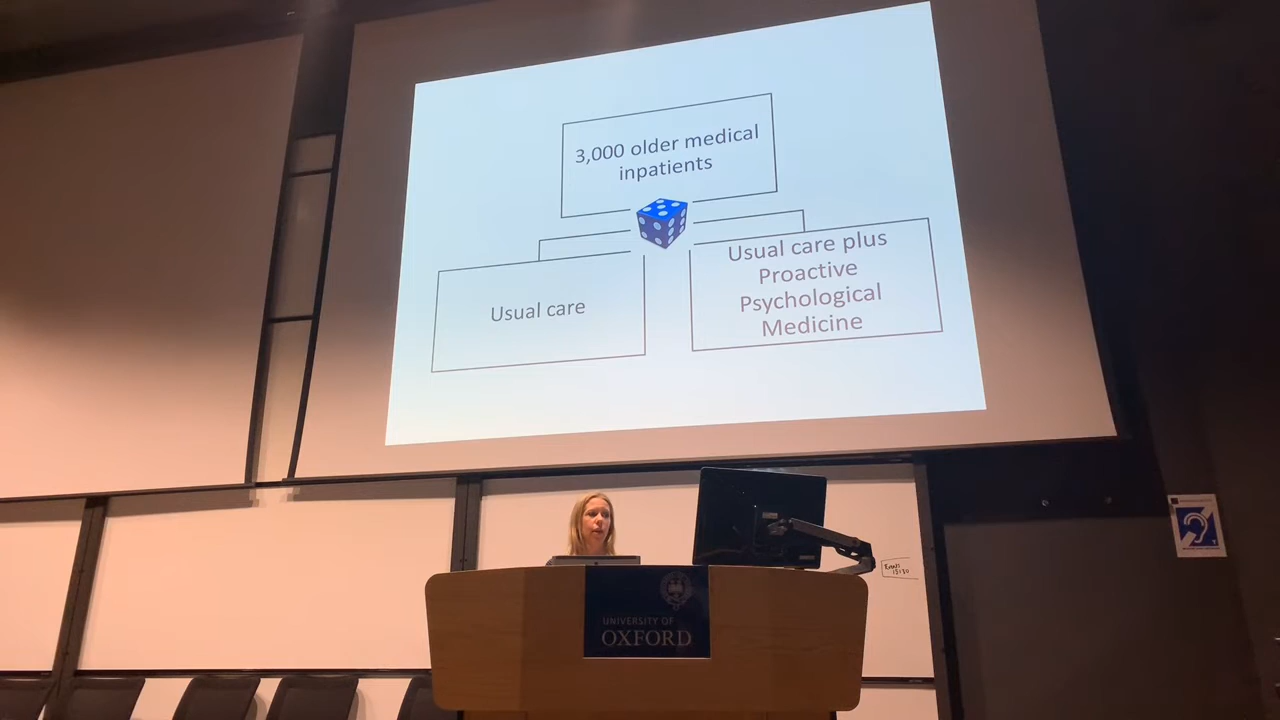 3,000 older medical
inpatients
Usual care
Usual care plus
Proactive
Psychological
Medicine
UNIVERSITY OF
OXFORD